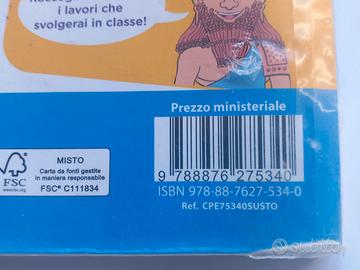 i lavori che
svolgerai in classe!
Prezzo ministeriale
9 788876 275340
ISBN 978-88-7627-534-0
Ref. CPE75340SUSTO
FSC
www.fsc.org
MISTO
Carta da fonti gestite
in maniera responsabile
FSC® C111834
subito